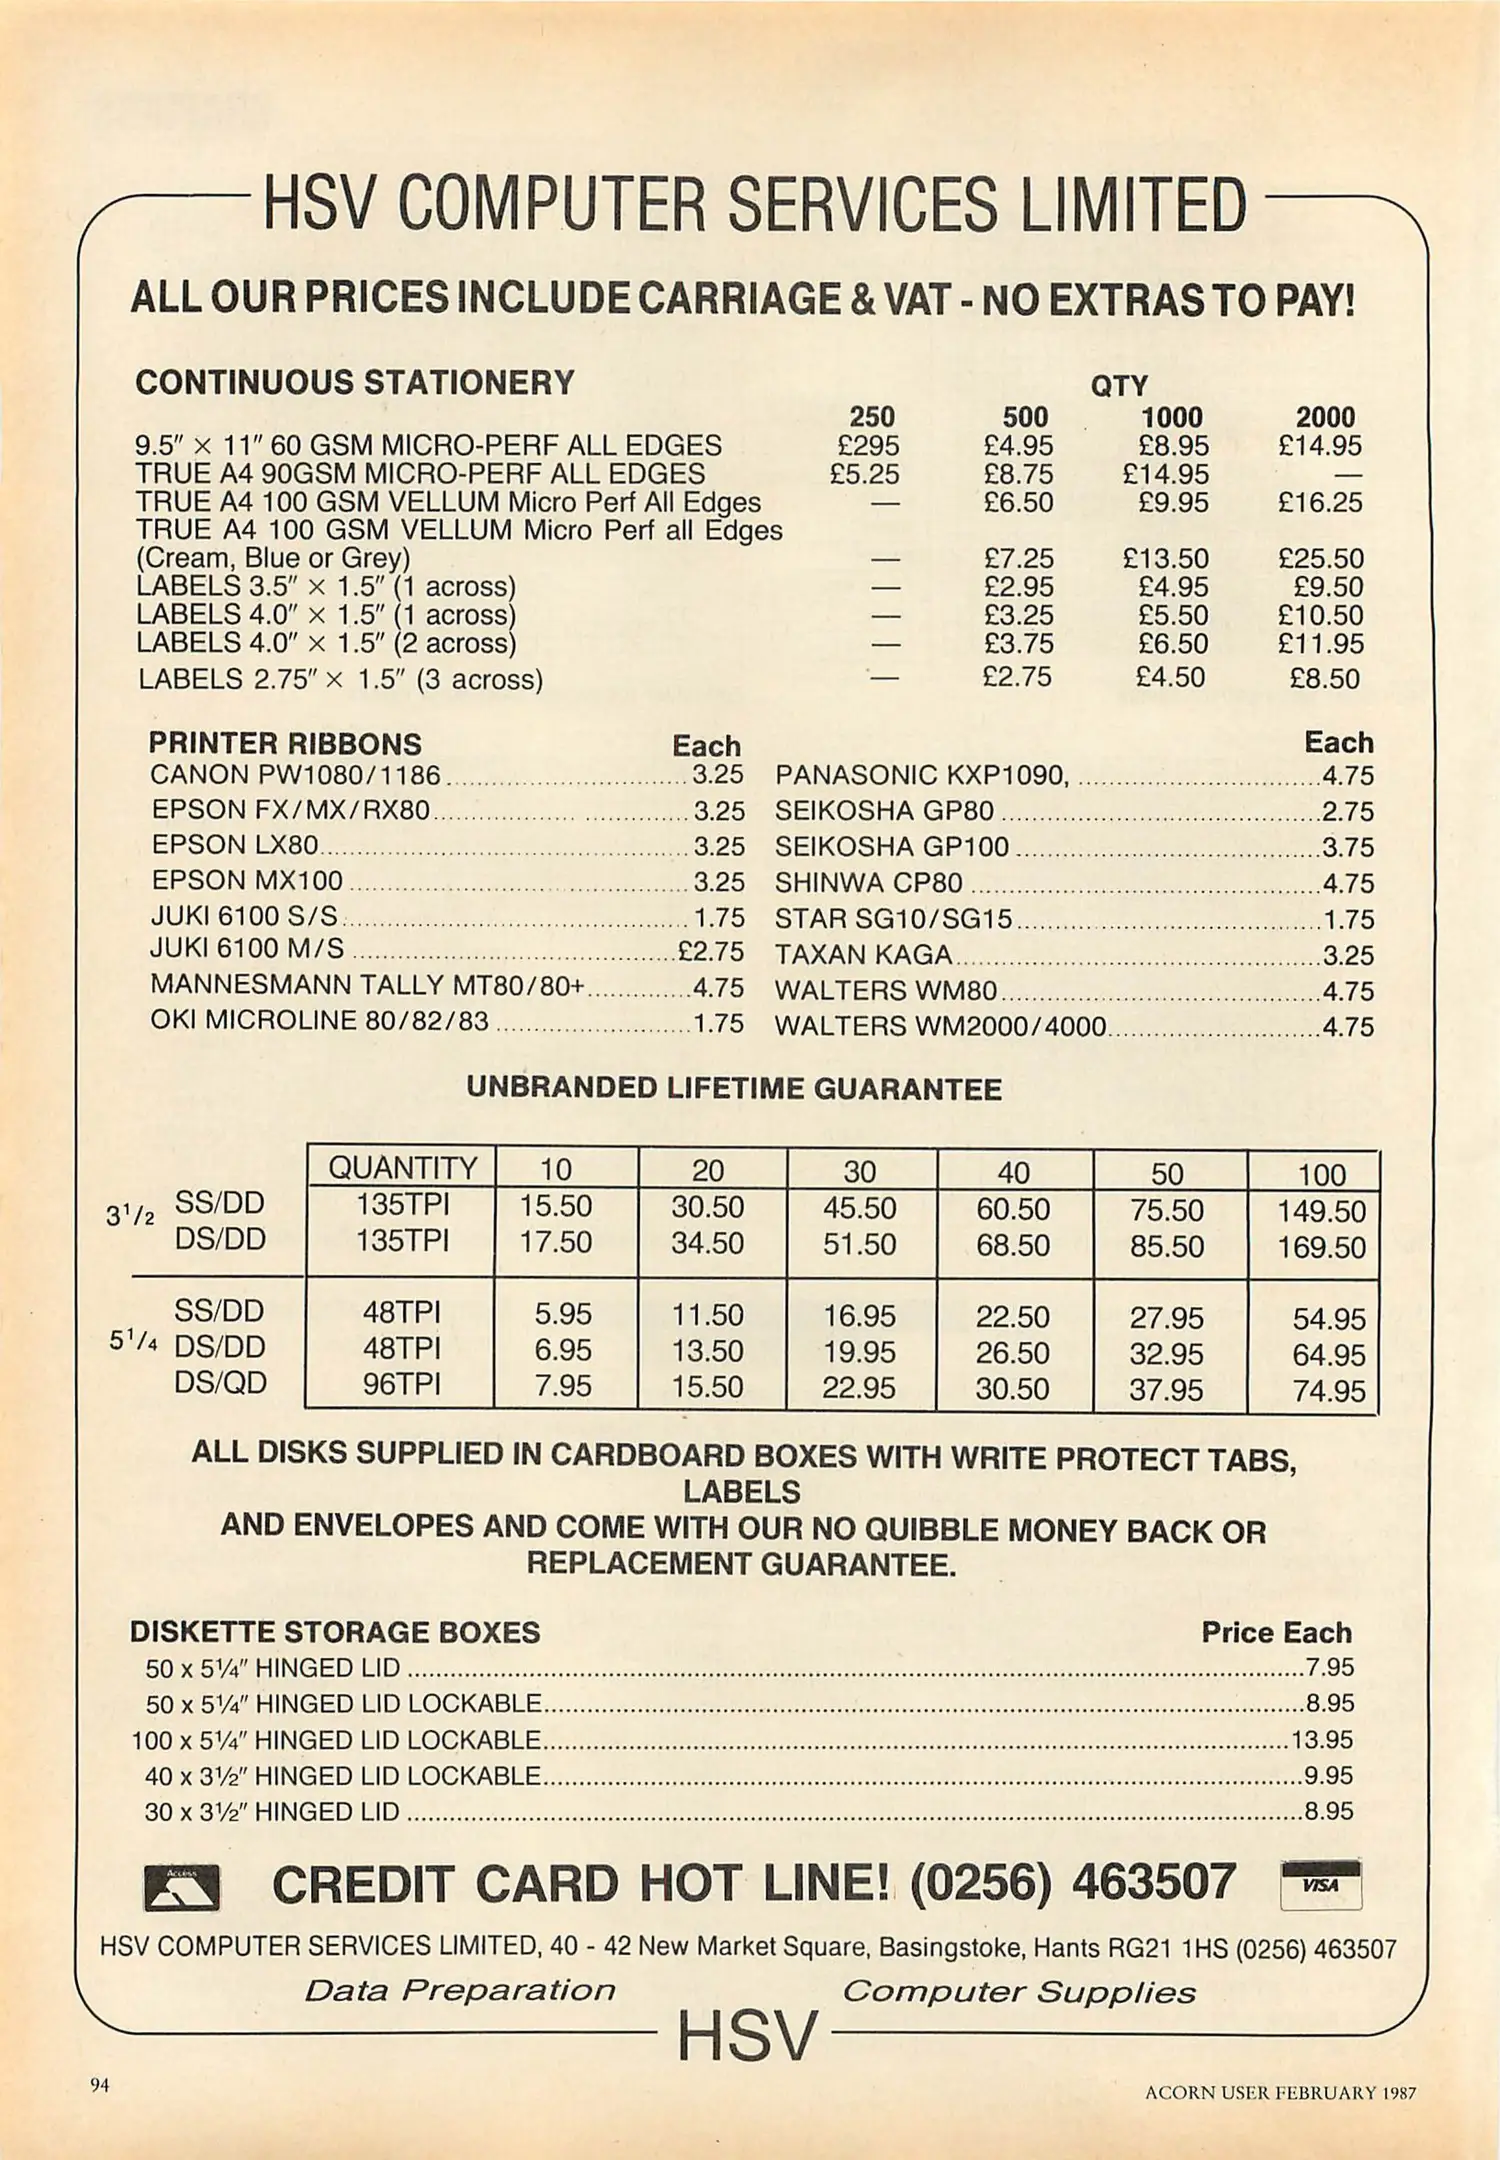 HSV COMPUTER SERVICES LIMITED
ALL OUR PRICES INCLUDE CARRIAGE & VAT - NO EXTRAS TO PAY!
CONTINUOUS STATIONERY QTY
250 500 1000 2000
9.5" × 11" 60 GSM MICRO-PERF ALL EDGES £295 £4.95 £8.95 £14.95
TRUE A4 90GSM MICRO-PERF ALL EDGES £5.25 £8.75 £14.95 —
TRUE A4 100 GSM VELLUM Micro Perf All Edges — £6.50 £9.95 £16.25
TRUE A4 100 GSM VELLUM Micro Perf all Edges
(Cream, Blue or Grey) — £7.25 £13.50 £25.50
LABELS 3.5" × 1.5" (1 across) — £2.95 £4.95 £9.50
LABELS 4.0" × 1.5" (1 across) — £3.25 £5.50 £10.50
LABELS 4.0" × 1.5" (2 across) — £3.75 £6.50 £11.95
LABELS 2.75" × 1.5" (3 across) — £2.75 £4.50 £8.50
PRINTER RIBBONS Each Each
CANON PW1080/1186 3.25 PANASONIC KXP1090, 4.75
EPSON FX/MX/RX80 3.25 SEIKOSHA GP80 2.75
EPSON LX80 3.25 SEIKOSHA GP100 3.75
EPSON MX100 3.25 SHINWA CP80 4.75
JUKI 6100 S/S 1.75 STAR SG10/SG15 1.75
JUKI 6100 M/S £2.75 TAXAN KAGA 3.25
MANNESMANN TALLY MT80/80+ 4.75 WALTERS WM80 4.75
OKI MICROLINE 80/82/83 1.75 WALTERS WM2000/4000 4.75
UNBRANDED LIFETIME GUARANTEE
QUANTITY 10 20 30 40 50 100
3½ SS/DD 135TPI 15.50 30.50 45.50 60.50 75.50 149.50
DS/DD 135TPI 17.50 34.50 51.50 68.50 85.50 169.50
SS/DD 48TPI 5.95 11.50 16.95 22.50 27.95 54.95
5¼ DS/DD 48TPI 6.95 13.50 19.95 26.50 32.95 64.95
DS/QD 96TPI 7.95 15.50 22.95 30.50 37.95 74.95
ALL DISKS SUPPLIED IN CARDBOARD BOXES WITH WRITE PROTECT TABS,
LABELS
AND ENVELOPES AND COME WITH OUR NO QUIBBLE MONEY BACK OR
REPLACEMENT GUARANTEE.
DISKETTE STORAGE BOXES Price Each
50 x 5¼" HINGED LID 7.95
50 x 5¼" HINGED LID LOCKABLE 8.95
100 x 5¼" HINGED LID LOCKABLE 13.95
40 x 3½" HINGED LID LOCKABLE 9.95
30 x 3½" HINGED LID 8.95
Access CREDIT CARD HOT LINE! (0256) 463507 VISA
HSV COMPUTER SERVICES LIMITED, 40 - 42 New Market Square, Basingstoke, Hants RG21 1HS (0256) 463507
Data Preparation Computer Supplies
HSV
94 ACORN USER FEBRUARY 1987